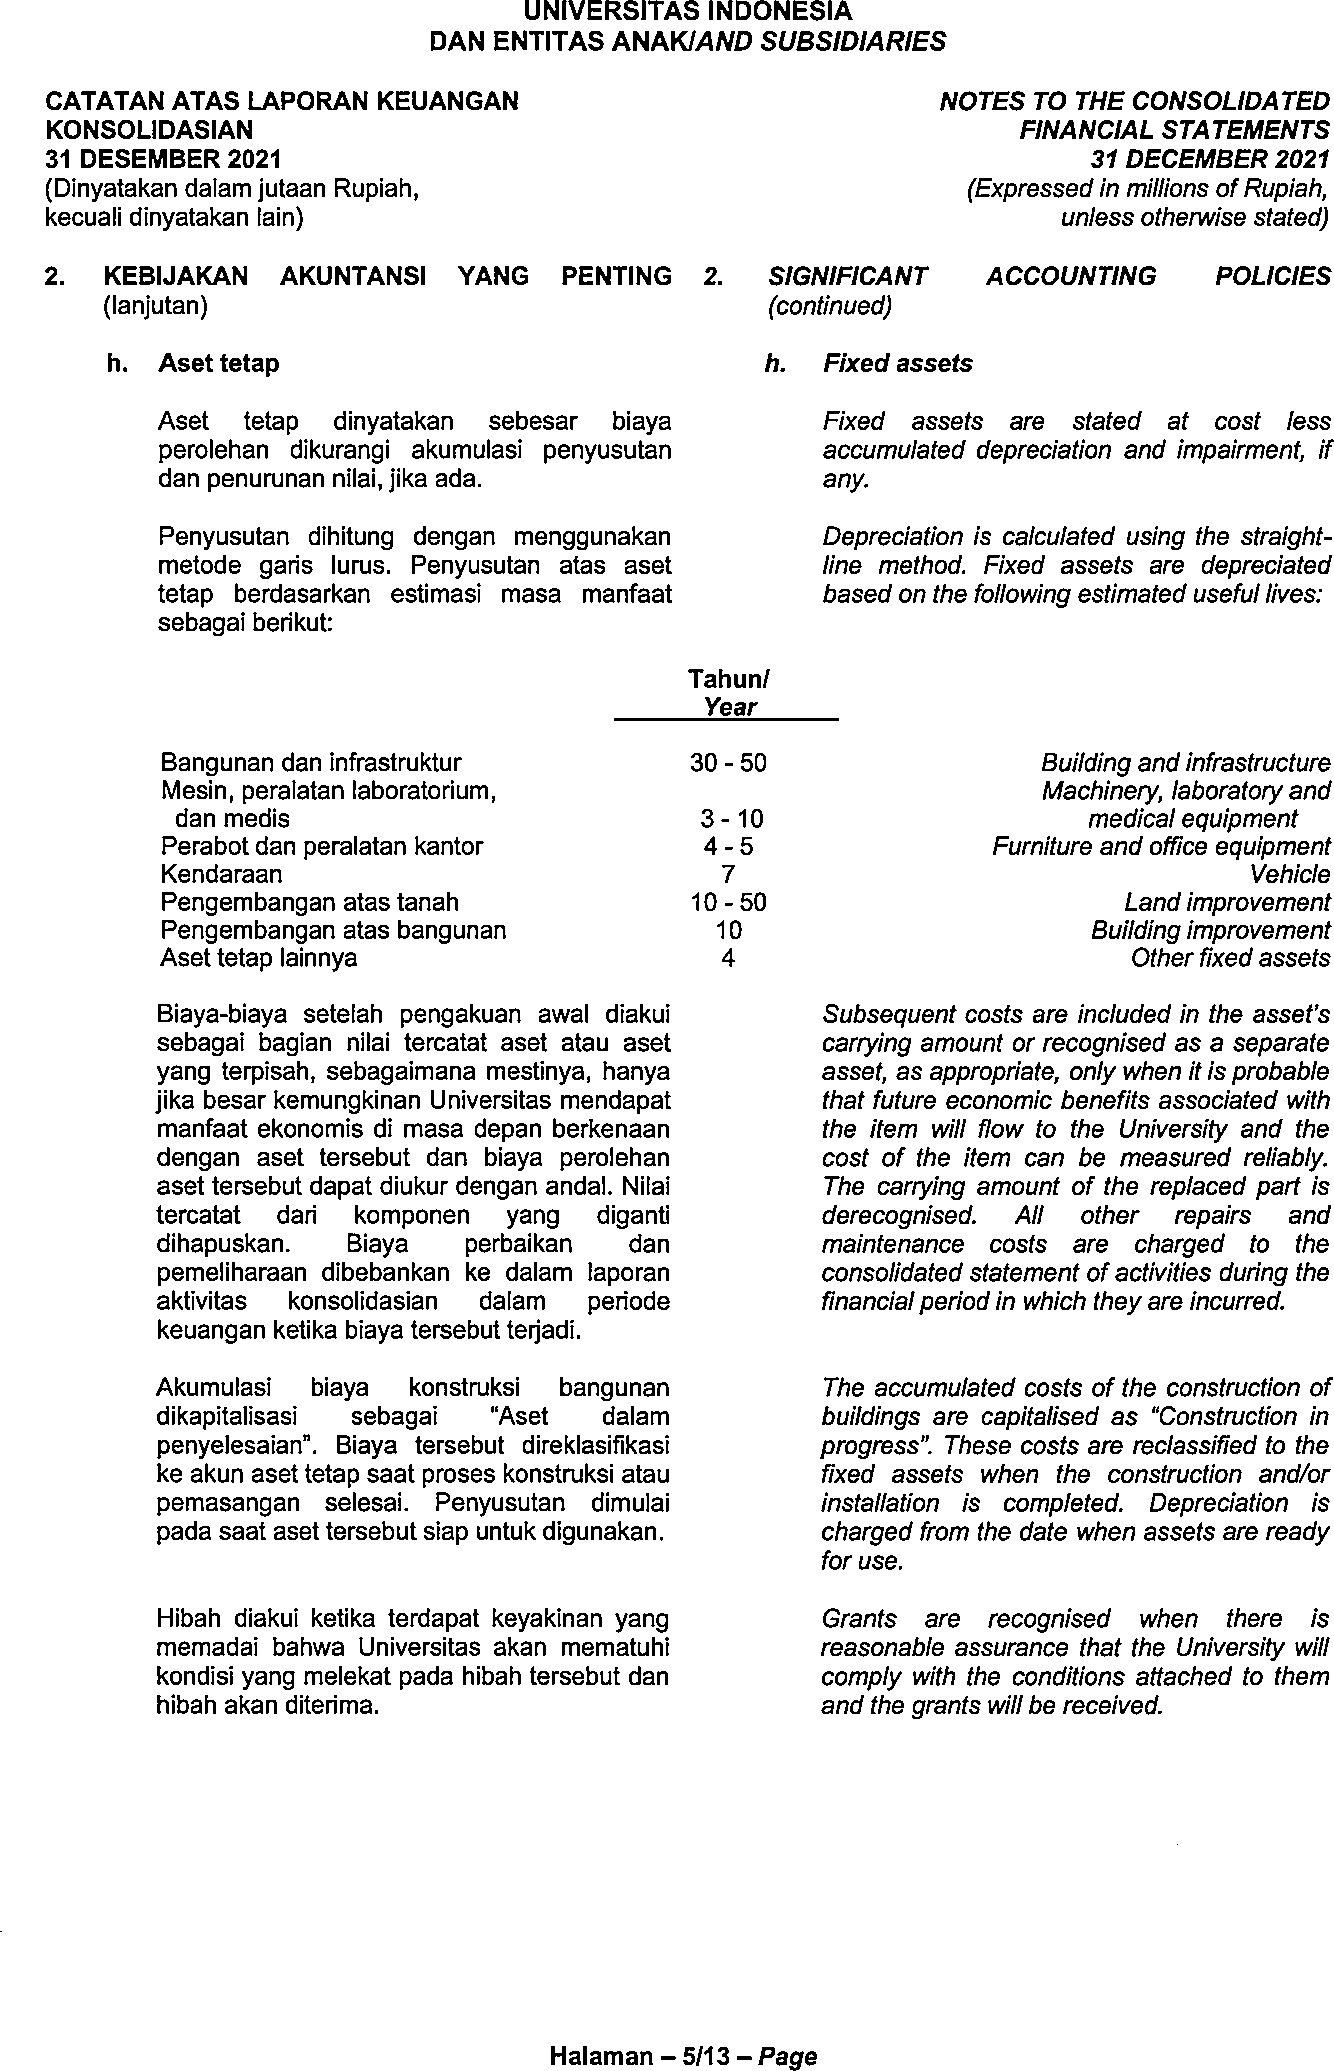 UNIVERSITAS INDONESIA
DAN ENTITAS ANAK/AND SUBSIDIARIES
CATATAN ATAS LAPORAN KEUANGAN
KONSOLIDASIAN
31 DESEMBER 2021
(Dinyatakan dalam jutaan Rupiah,
kecuali dinyatakan lain)
NOTES TO THE CONSOLIDATED
FINANCIAL STATEMENTS
31 DECEMBER 2021
(Expressed in millions of Rupiah,
unless otherwise stated)
2. KEBIJAKAN AKUNTANSI YANG PENTING
(lanjutan)
h. Aset tetap
Aset tetap dinyatakan sebesar biaya
perolehan dikurangi akumulasi penyusutan
dan penurunan nilai, jika ada.
Penyusutan dihitung dengan menggunakan
metode garis lurus. Penyusutan atas aset
tetap berdasarkan estimasi masa manfaat
sebagai berikut:
2. SIGNIFICANT ACCOUNTING POLICIES
(continued)
h. Fixed assets
Fixed assets are stated at cost less
accumulated depreciation and impairment, if
any.
Depreciation is calculated using the straight-
line method. Fixed assets are depreciated
based on the following estimated useful lives:
Tahun/
Year
Bangunan dan infrastruktur 30 - 50 Building and infrastructure
Mesin, peralatan laboratorium, Machinery, laboratory and
dan medis 3 - 10 medical equipment
Perabot dan peralatan kantor 4 - 5 Furniture and office equipment
Kendaraan 7 Vehicle
Pengembangan atas tanah 10 - 50 Land improvement
Pengembangan atas bangunan 10 Building improvement
Aset tetap lainnya 4 Other fixed assets
Biaya-biaya setelah pengakuan awal diakui
sebagai bagian nilai tercatat aset atau aset
yang terpisah, sebagaimana mestinya, hanya
jika besar kemungkinan Universitas mendapat
manfaat ekonomis di masa depan berkenaan
dengan aset tersebut dan biaya perolehan
aset tersebut dapat diukur dengan andal. Nilai
tercatat dari komponen yang diganti
dihapuskan. Biaya perbaikan dan
pemeliharaan dibebankan ke dalam laporan
aktivitas konsolidasian dalam periode
keuangan ketika biaya tersebut terjadi.
Akumulasi biaya konstruksi bangunan
dikapitalisasi sebagai "Aset dalam
penyelesaian". Biaya tersebut direklasifikasi
ke akun aset tetap saat proses konstruksi atau
pemasangan selesai. Penyusutan dimulai
pada saat aset tersebut siap untuk digunakan.
Hibah diakui ketika terdapat keyakinan yang
memadai bahwa Universitas akan mematuhi
kondisi yang melekat pada hibah tersebut dan
hibah akan diterima.
Subsequent costs are included in the asset's
carrying amount or recognised as a separate
asset, as appropriate, only when it is probable
that future economic benefits associated with
the item will flow to the University and the
cost of the item can be measured reliably.
The carrying amount of the replaced part is
derecognised. All other repairs and
maintenance costs are charged to the
consolidated statement of activities during the
financial period in which they are incurred.
The accumulated costs of the construction of
buildings are capitalised as "Construction in
progress". These costs are reclassified to the
fixed assets when the construction and/or
installation is completed. Depreciation is
charged from the date when assets are ready
for use.
Grants are recognised when there is
reasonable assurance that the University will
comply with the conditions attached to them
and the grants will be received.
Halaman – 5/13 – Page